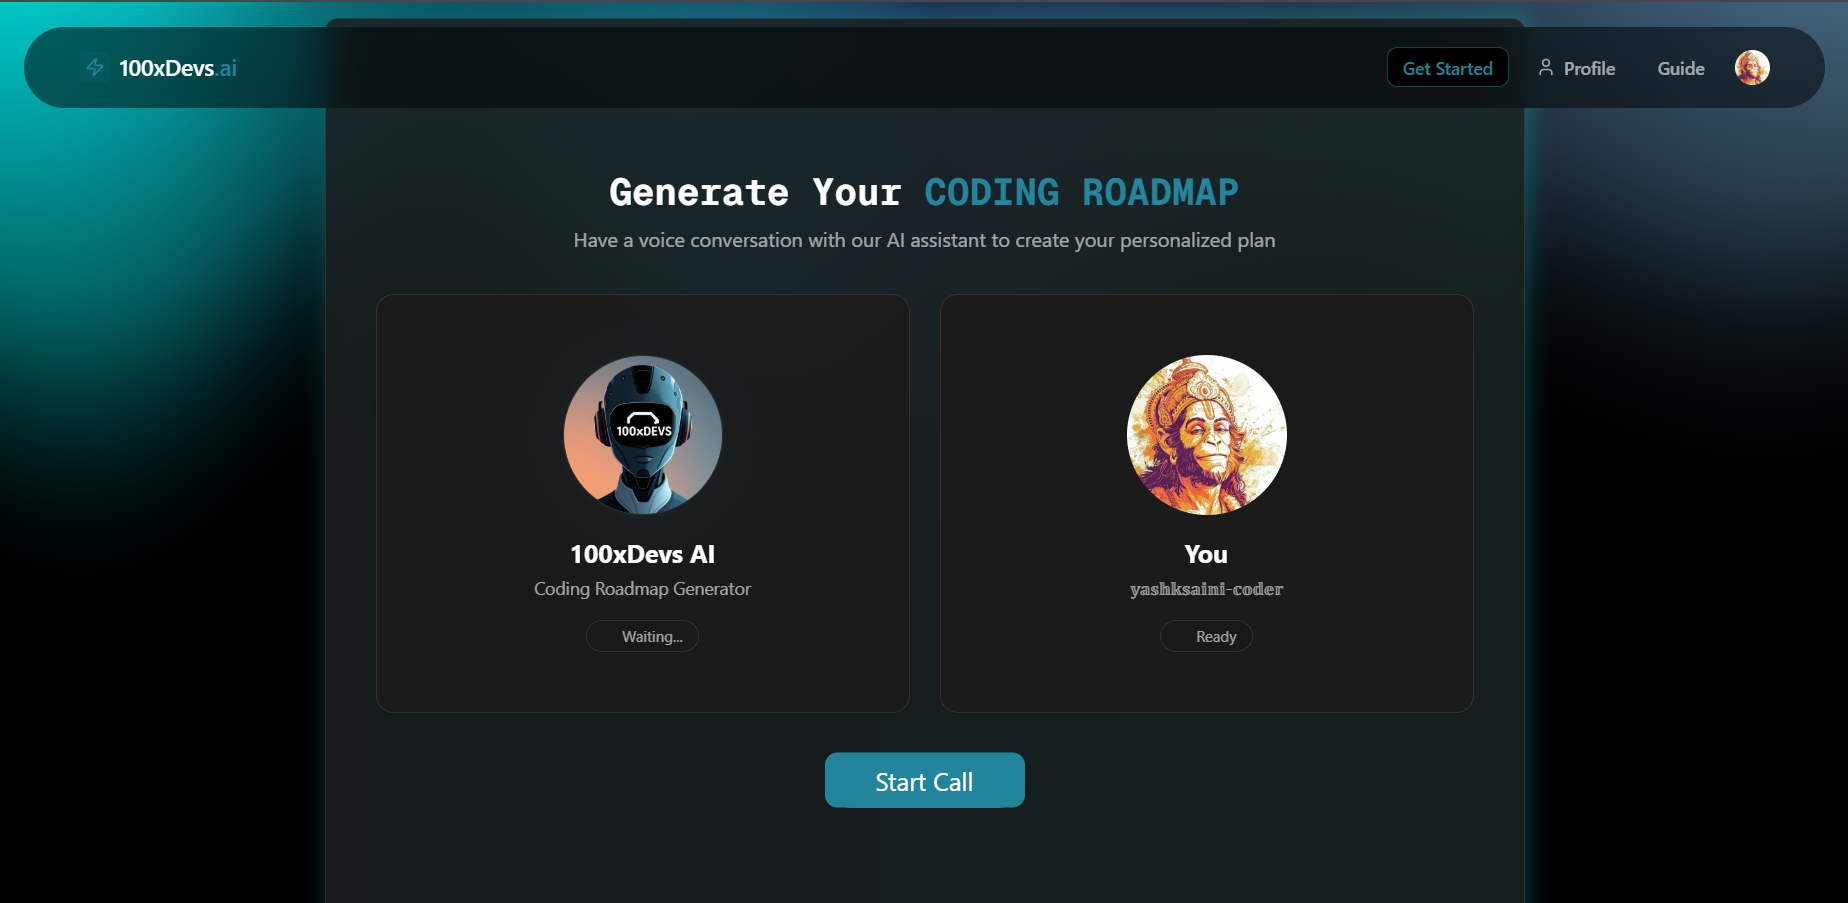 100xDevs.ai
Get Started
Profile
Guide
Generate Your CODING ROADMAP
Have a voice conversation with our AI assistant to create your personalized plan
100xDEVS
100xDevs AI
Coding Roadmap Generator
Waiting...
You
yashksaini-coder
Ready
Start Call